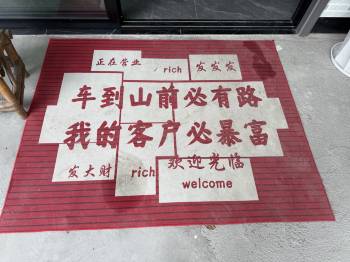 正在营业 rich 发发发
车到山前必有路
我的客户必暴富
发大财 rich 欢迎光临
welcome